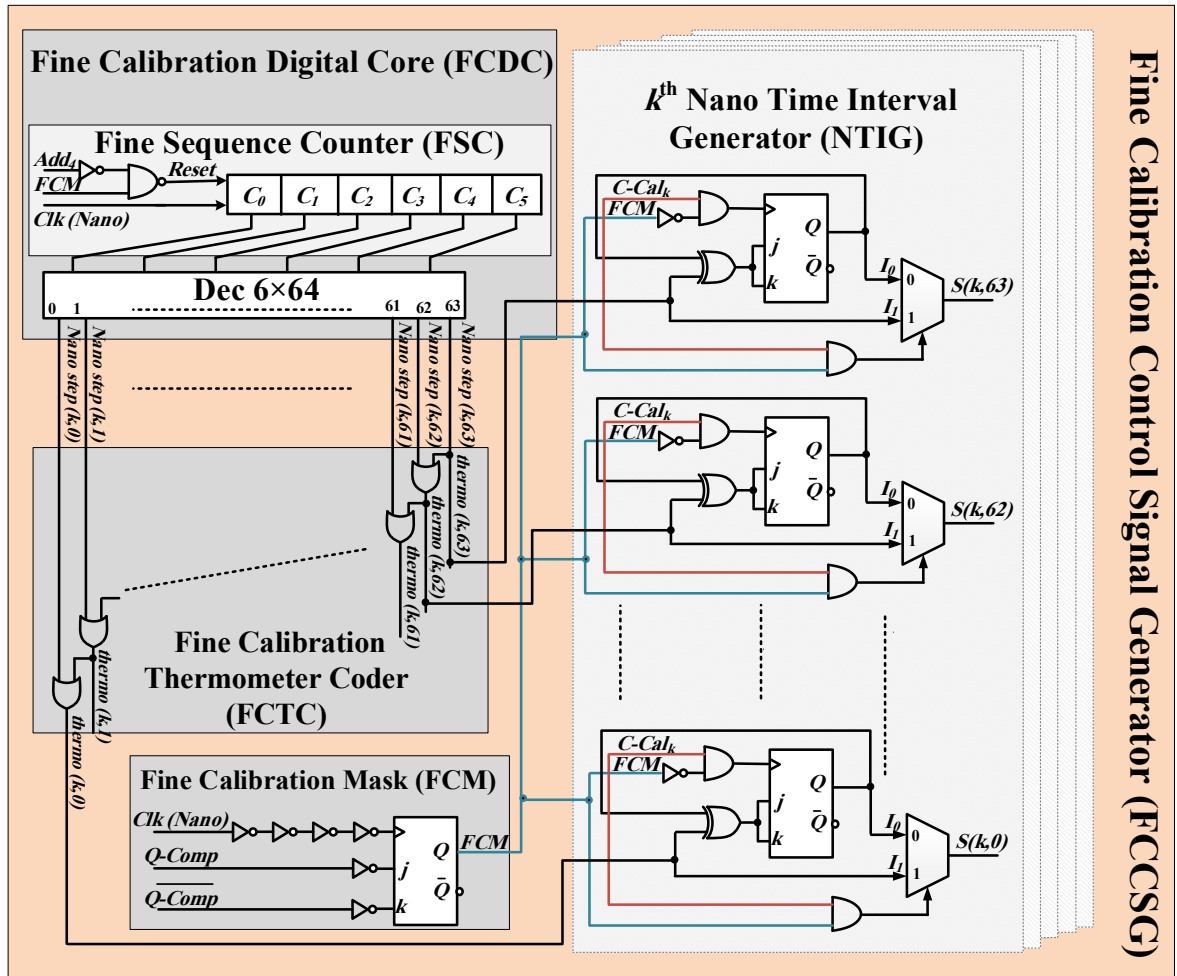 Fine Calibration Digital Core (FCDC)
Fine Sequence Counter (FSC)
Add4
FCM
Reset
Clk (Nano)
C0 C1 C2 C3 C4 C5
Dec 6×64
0 1 61 62 63
Nano step (k,0)
Nano step (k,1)
Nano step (k,61)
Nano step (k,62)
Nano step (k,63)
thermo (k,63)
thermo (k,62)
thermo (k,61)
thermo (k,1)
thermo (k,0)
Fine Calibration
Thermometer Coder
(FCTC)
Fine Calibration Mask (FCM)
Clk (Nano)
Q-Comp
Q-Comp
j
k
Q
Q̄
FCM
kth Nano Time Interval
Generator (NTIG)
C-Calk
FCM
j
k
Q
Q̄
I0 0
I1 1
S(k,63)
C-Calk
FCM
j
k
Q
Q̄
I0 0
I1 1
S(k,62)
C-Calk
FCM
j
k
Q
Q̄
I0 0
I1 1
S(k,0)
Fine Calibration Control Signal Generator (FCCSG)